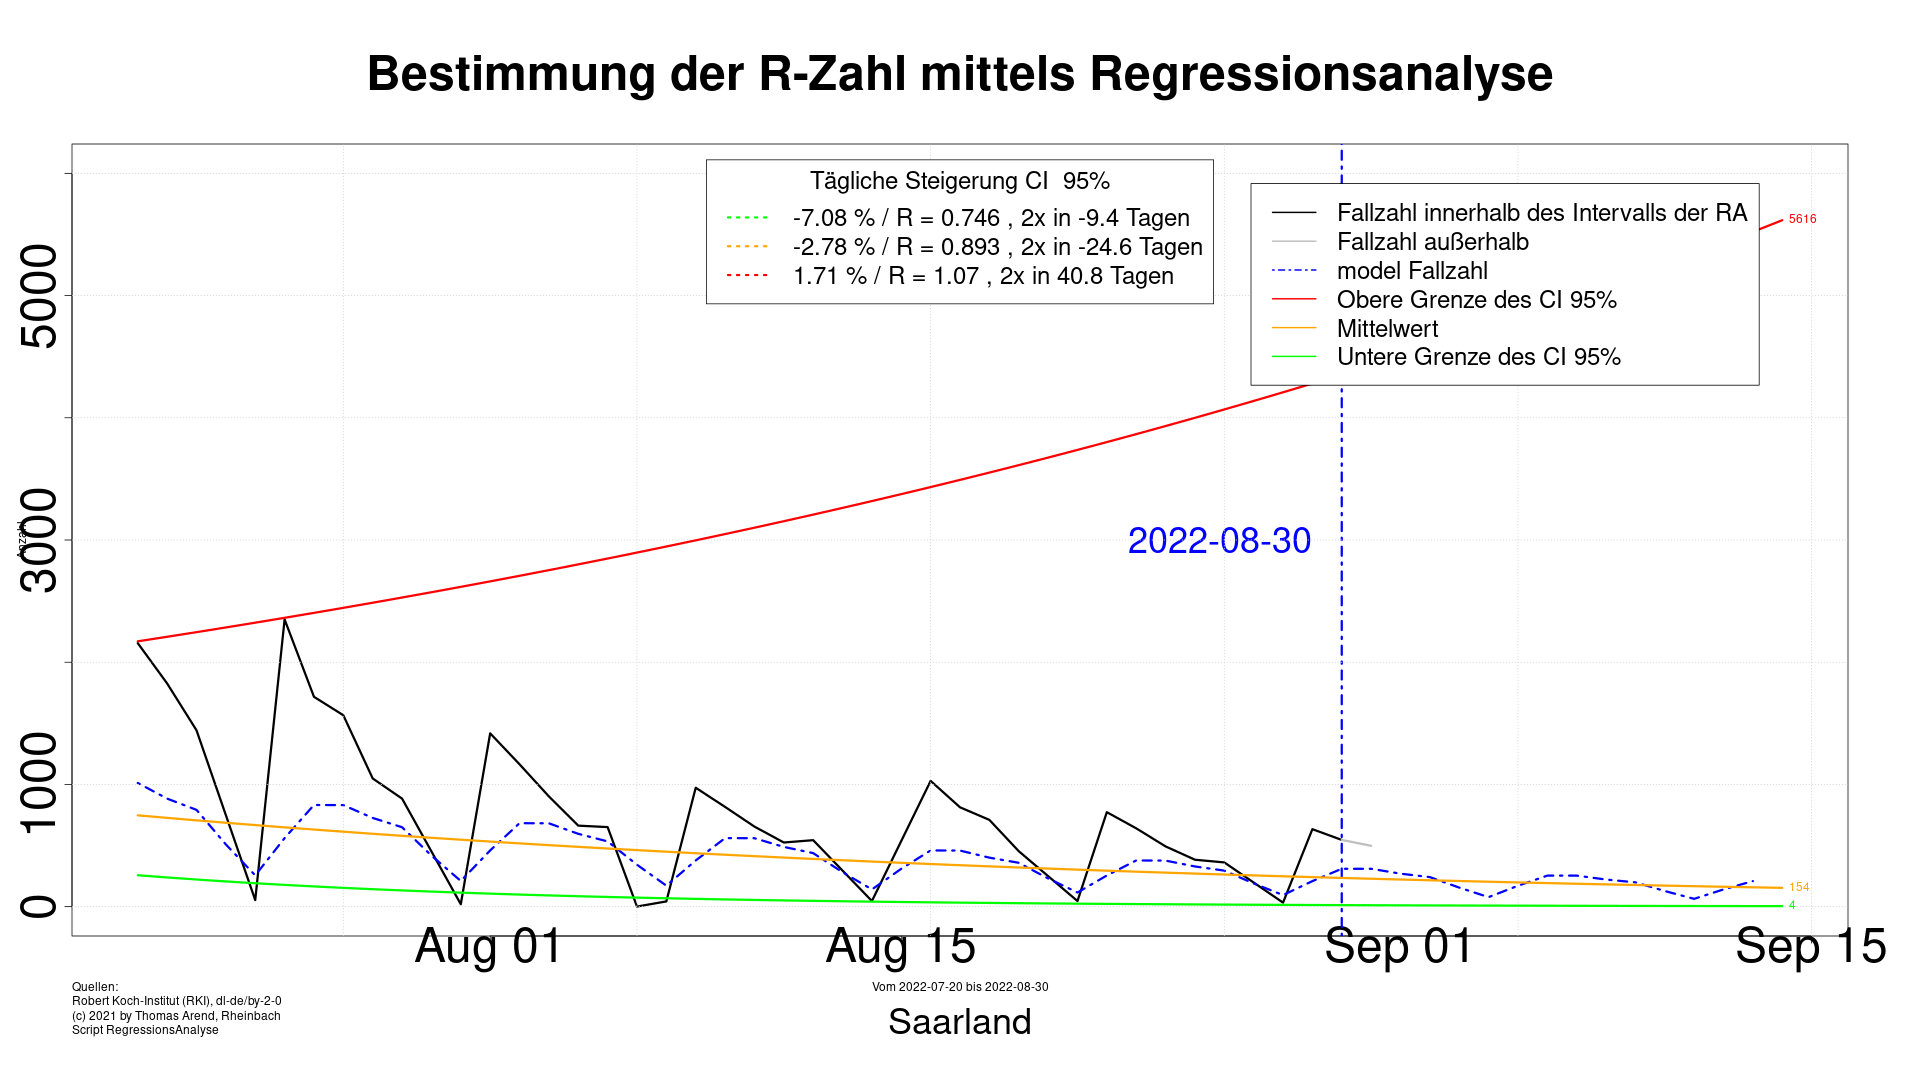 Bestimmung der R-Zahl mittels Regressionsanalyse
Tägliche Steigerung CI  95%
-7.08 % / R = 0.746 , 2x in -9.4 Tagen
-2.78 % / R = 0.893 , 2x in -24.6 Tagen
1.71 % / R = 1.07 , 2x in 40.8 Tagen
Fallzahl innerhalb des Intervalls der RA
Fallzahl außerhalb
model Fallzahl
Obere Grenze des CI 95%
Mittelwert
Untere Grenze des CI 95%
5616
5000
3000
Anzahl
2022-08-30
1000
154
4
0
Aug 01
Aug 15
Sep 01
Sep 15
Quellen:
Robert Koch-Institut (RKI), dl-de/by-2-0
(c) 2021 by Thomas Arend, Rheinbach
Script RegressionsAnalyse
Vom 2022-07-20 bis 2022-08-30
Saarland